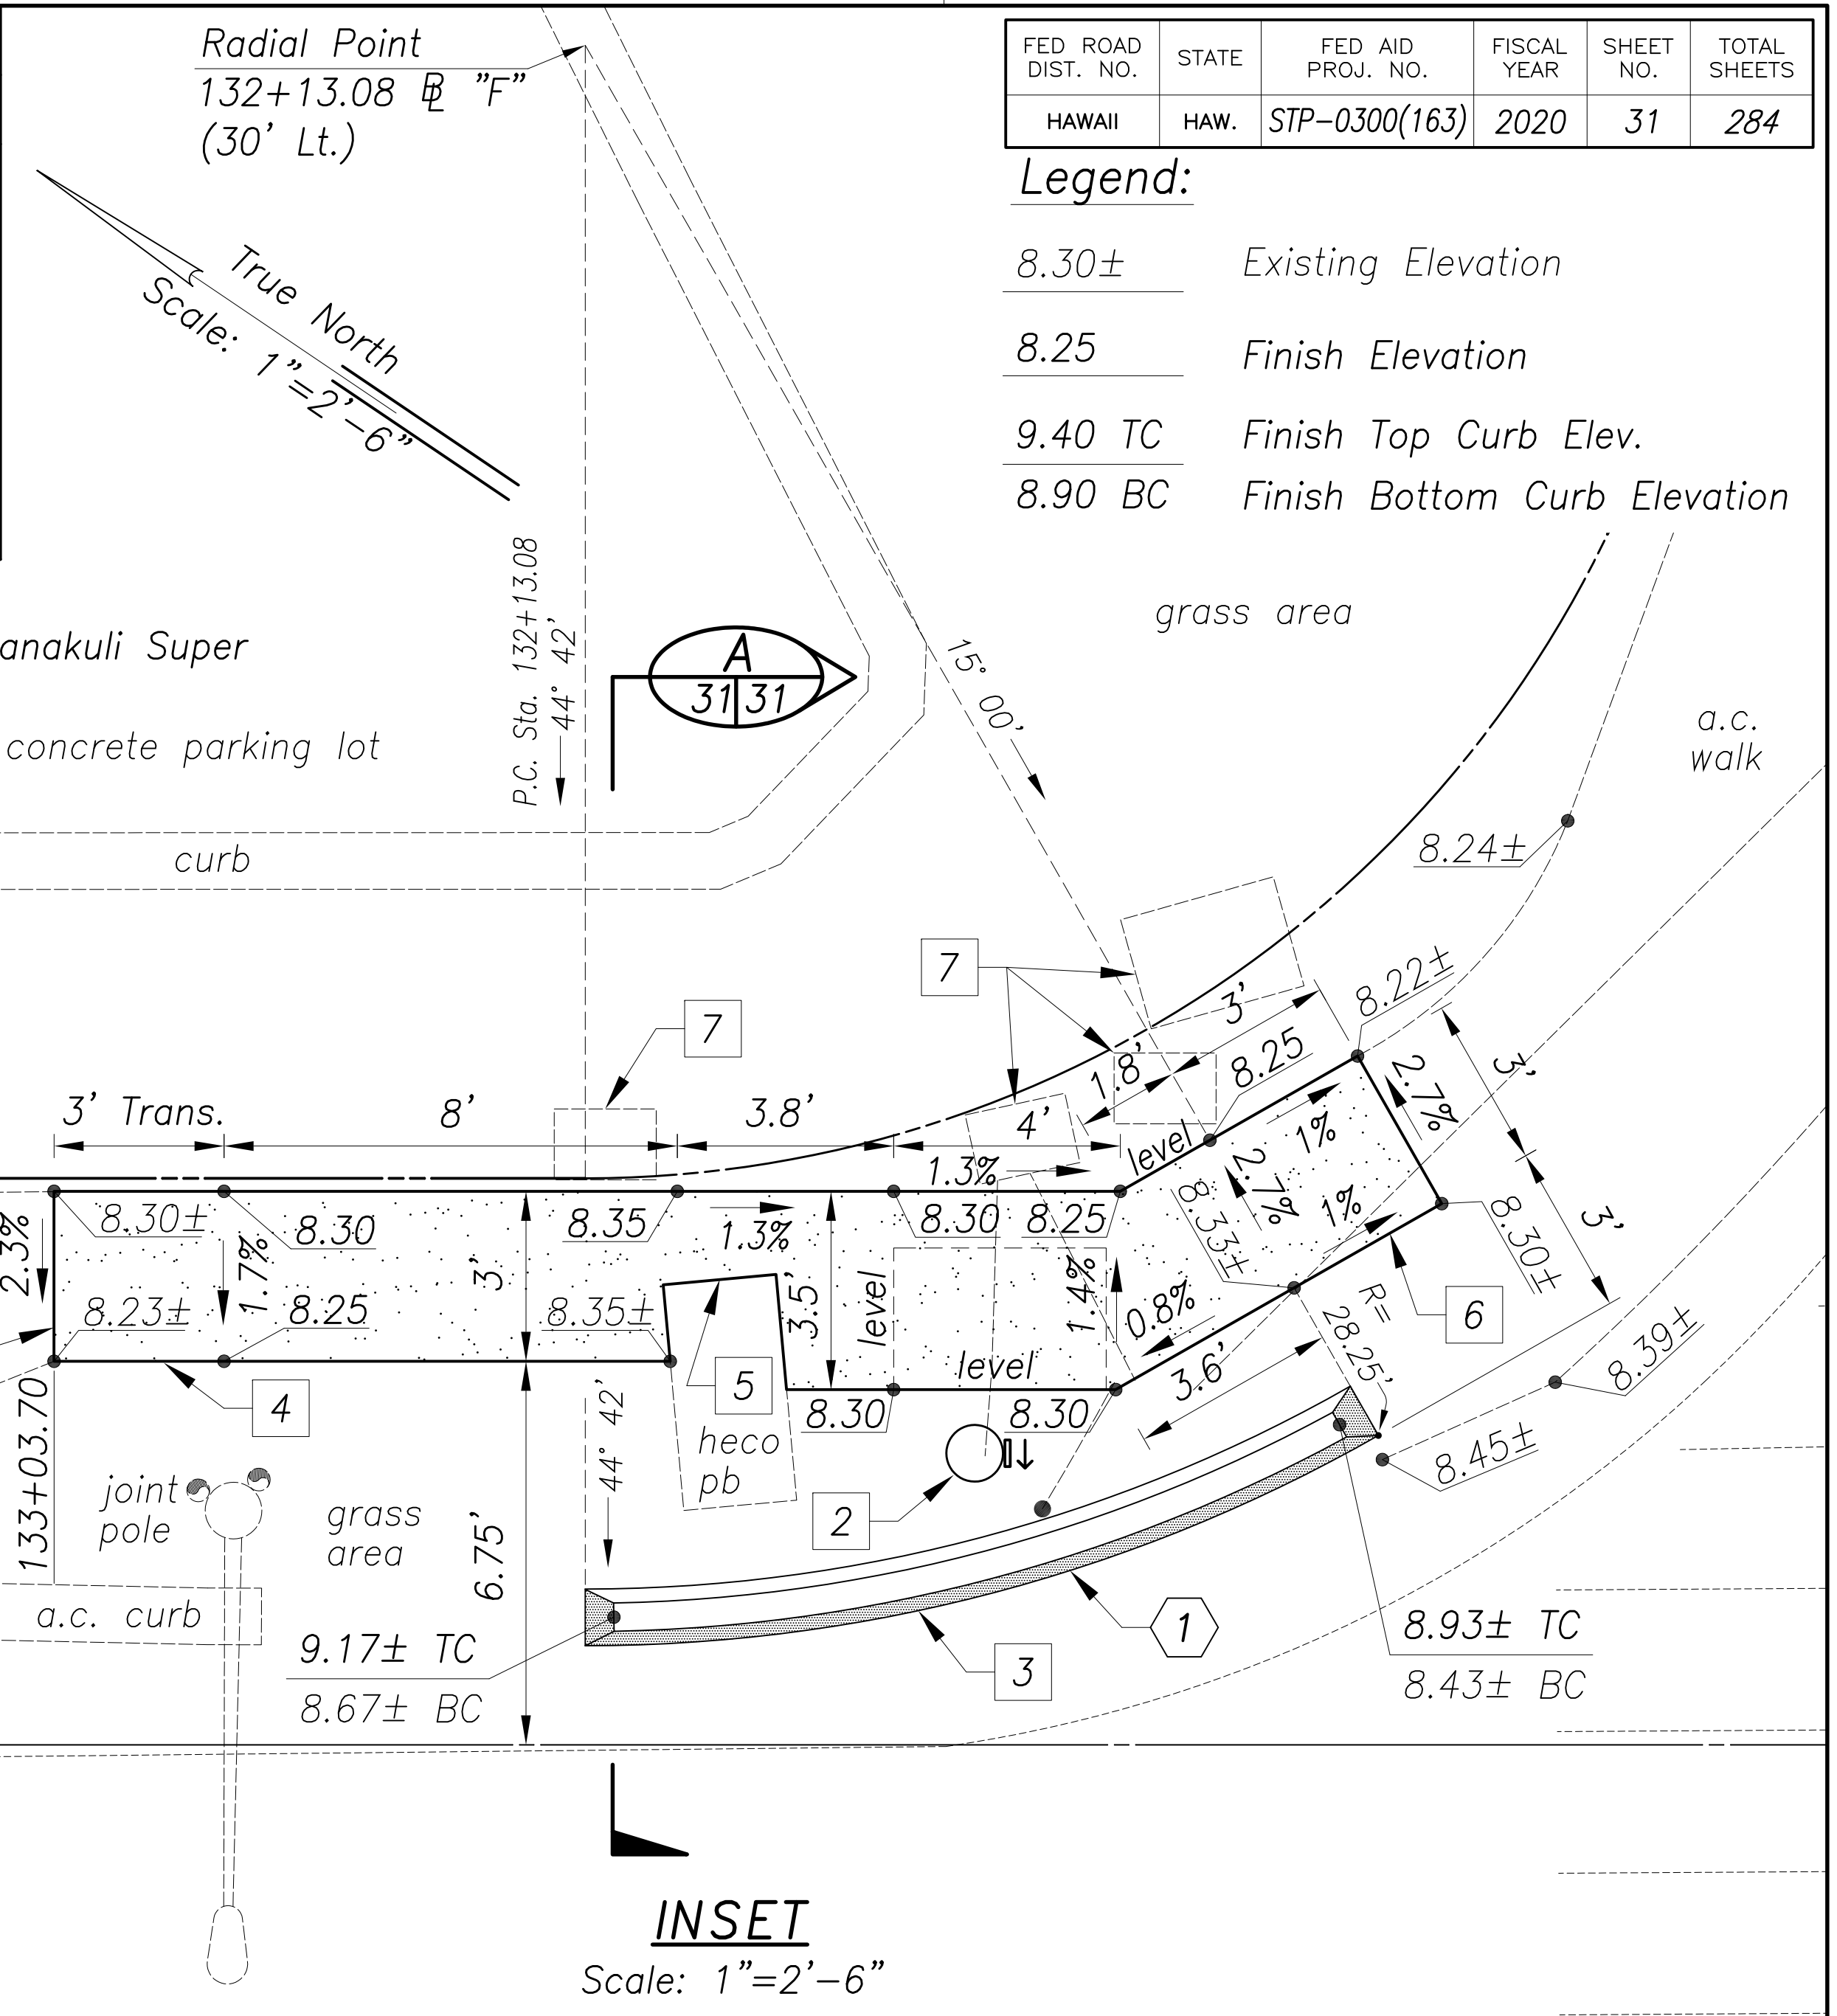 Radial Point
132+13.08 ⅊ "F"
(30' Lt.)
FED ROAD DIST. NO.
STATE
FED AID PROJ. NO.
FISCAL YEAR
SHEET NO.
TOTAL SHEETS
HAWAII
HAW.
STP-0300(163)
2020
31
284
Legend:
8.30± Existing Elevation
8.25 Finish Elevation
9.40 TC Finish Top Curb Elev.
8.90 BC Finish Bottom Curb Elevation
True North
Scale: 1"=2'-6"
P.C. Sta. 132+13.08
44° 42'
A
31 31
15° 00'
grass area
a.c.
walk
anakuli Super
concrete parking lot
curb
8.24±
7
7
3'
8.22±
1.8'
8.25
3'
2.7%
3' Trans.
8'
3.8'
4'
level
1%
1.3%
2.7%
1%
3'
2.3%
8.30±
8.30
8.35
1.3%
8.30
8.25
8.33±
8.30±
1.7%
3'
3.5'
level
1.4%
0.8%
R=
28.25'
6
8.23±
8.25
8.35±
level
3.6'
8.39±
133+03.70
4
5
8.30
8.30
44° 42'
heco
pb
joint
pole
grass
area
6.75'
2
8.45±
a.c. curb
9.17± TC
8.67± BC
3
1
8.93± TC
8.43± BC
INSET
Scale: 1"=2'-6"